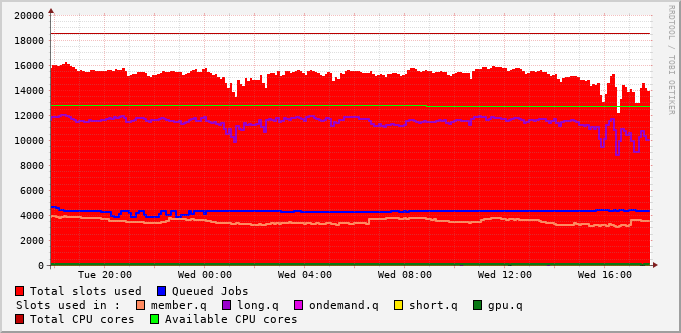 RRDTOOL / TOBI OETIKER
20000
18000
16000
14000
12000
10000
8000
6000
4000
2000
0
Tue 20:00 Wed 00:00 Wed 04:00 Wed 08:00 Wed 12:00 Wed 16:00
Total slots used Queued Jobs
Slots used in : member.q long.q ondemand.q short.q gpu.q
Total CPU cores Available CPU cores